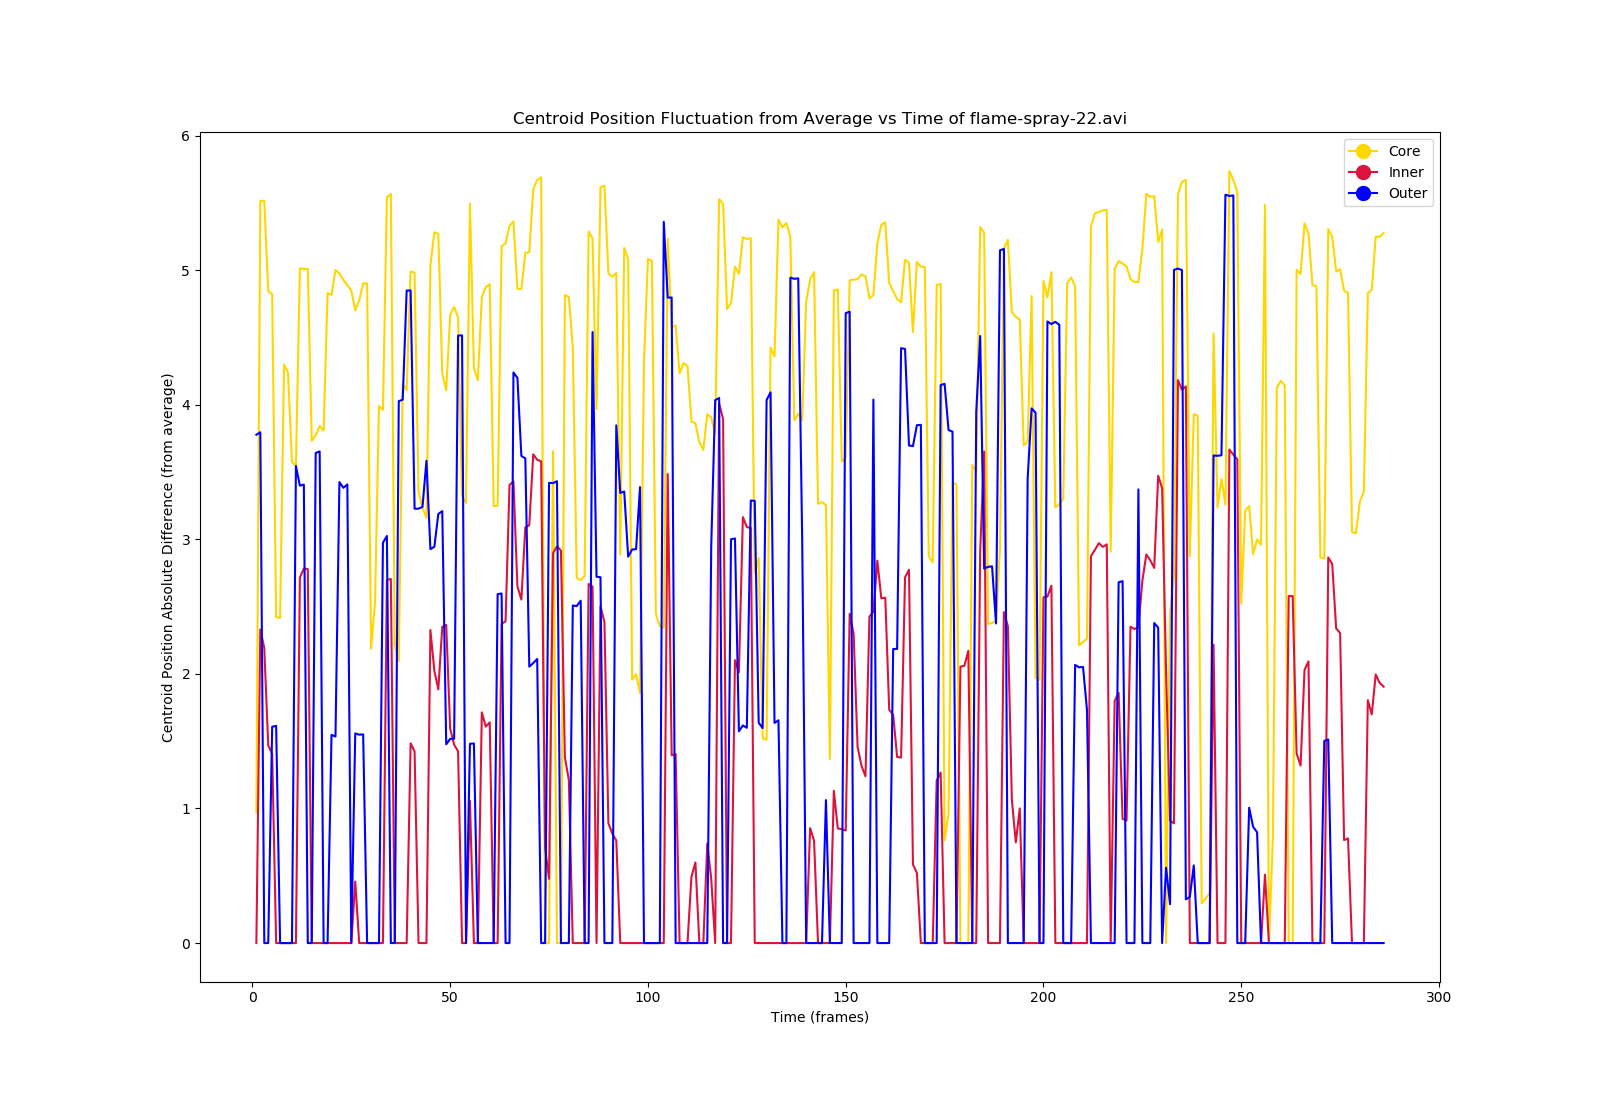 Centroid Position Fluctuation from Average vs Time of flame-spray-22.avi
Core
Inner
Outer
Centroid Position Absolute Difference (from average)
6
5
4
3
2
1
0
0 50 100 150 200 250 300
Time (frames)